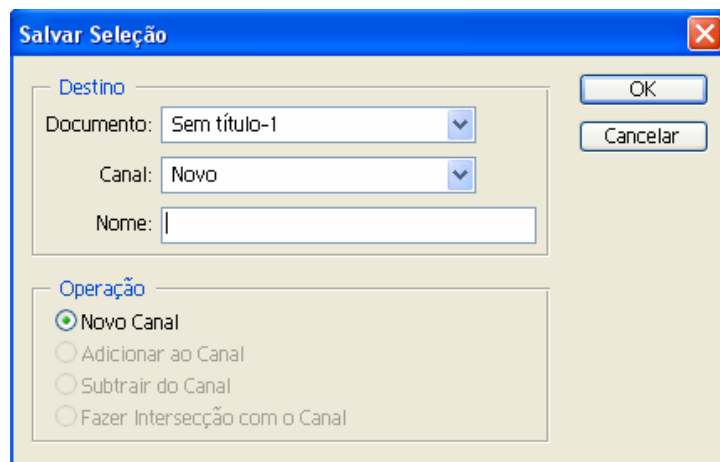 Salvar Seleção
Destino
OK
Documento: Sem título-1
Cancelar
Canal: Novo
Nome:
Operação
Novo Canal
Adicionar ao Canal
Subtrair do Canal
Fazer Intersecção com o Canal